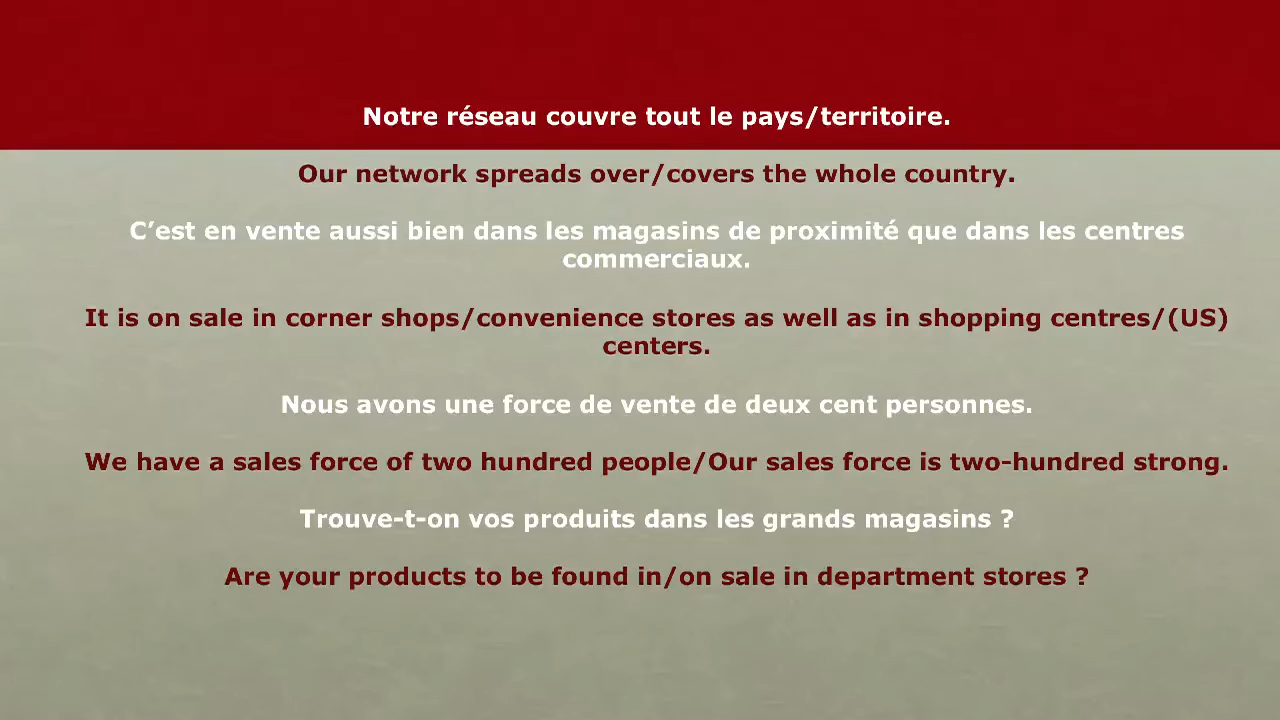 Notre réseau couvre tout le pays/territoire.
Our network spreads over/covers the whole country.
C’est en vente aussi bien dans les magasins de proximité que dans les centres
commerciaux.
It is on sale in corner shops/convenience stores as well as in shopping centres/(US)
centers.
Nous avons une force de vente de deux cent personnes.
We have a sales force of two hundred people/Our sales force is two-hundred strong.
Trouve-t-on vos produits dans les grands magasins ?
Are your products to be found in/on sale in department stores ?